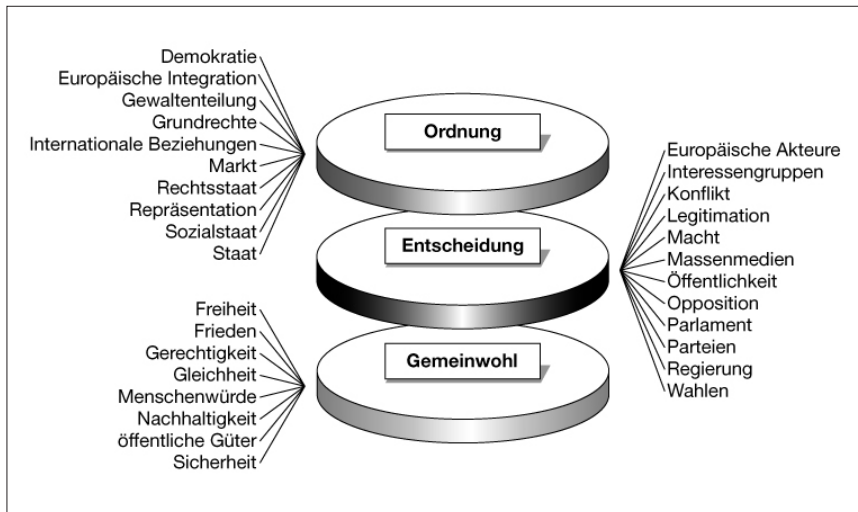 Demokratie
Europäische Integration
Gewaltenteilung
Grundrechte
Internationale Beziehungen
Markt
Rechtsstaat
Repräsentation
Sozialstaat
Staat
Ordnung
Entscheidung
Europäische Akteure
Interessengruppen
Konflikt
Legitimation
Macht
Massenmedien
Öffentlichkeit
Opposition
Parlament
Parteien
Regierung
Wahlen
Freiheit
Frieden
Gerechtigkeit
Gleichheit
Menschenwürde
Nachhaltigkeit
öffentliche Güter
Sicherheit
Gemeinwohl